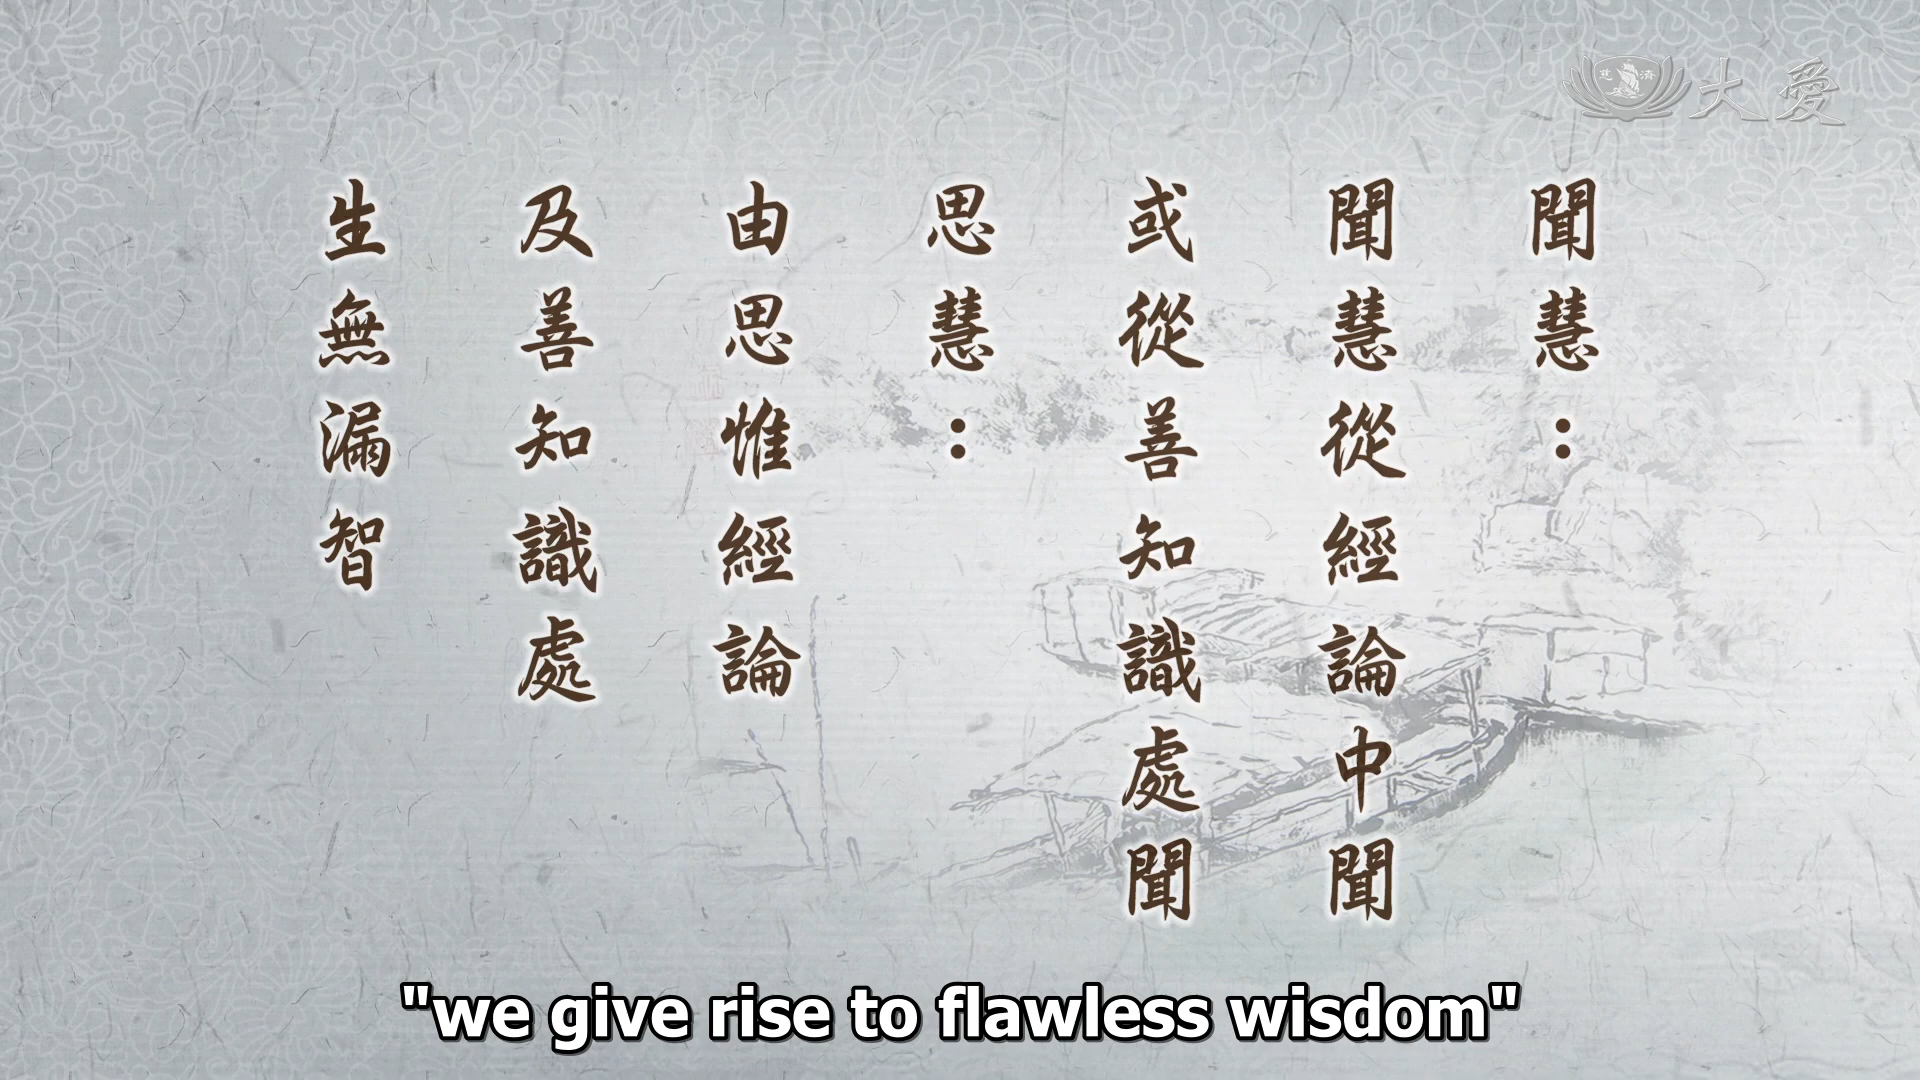 慈濟
大愛
聞慧：
聞慧從經論中聞
或從善知識處聞
思慧：
由思惟經論
及善知識處
生無漏智
"we give rise to flawless wisdom"